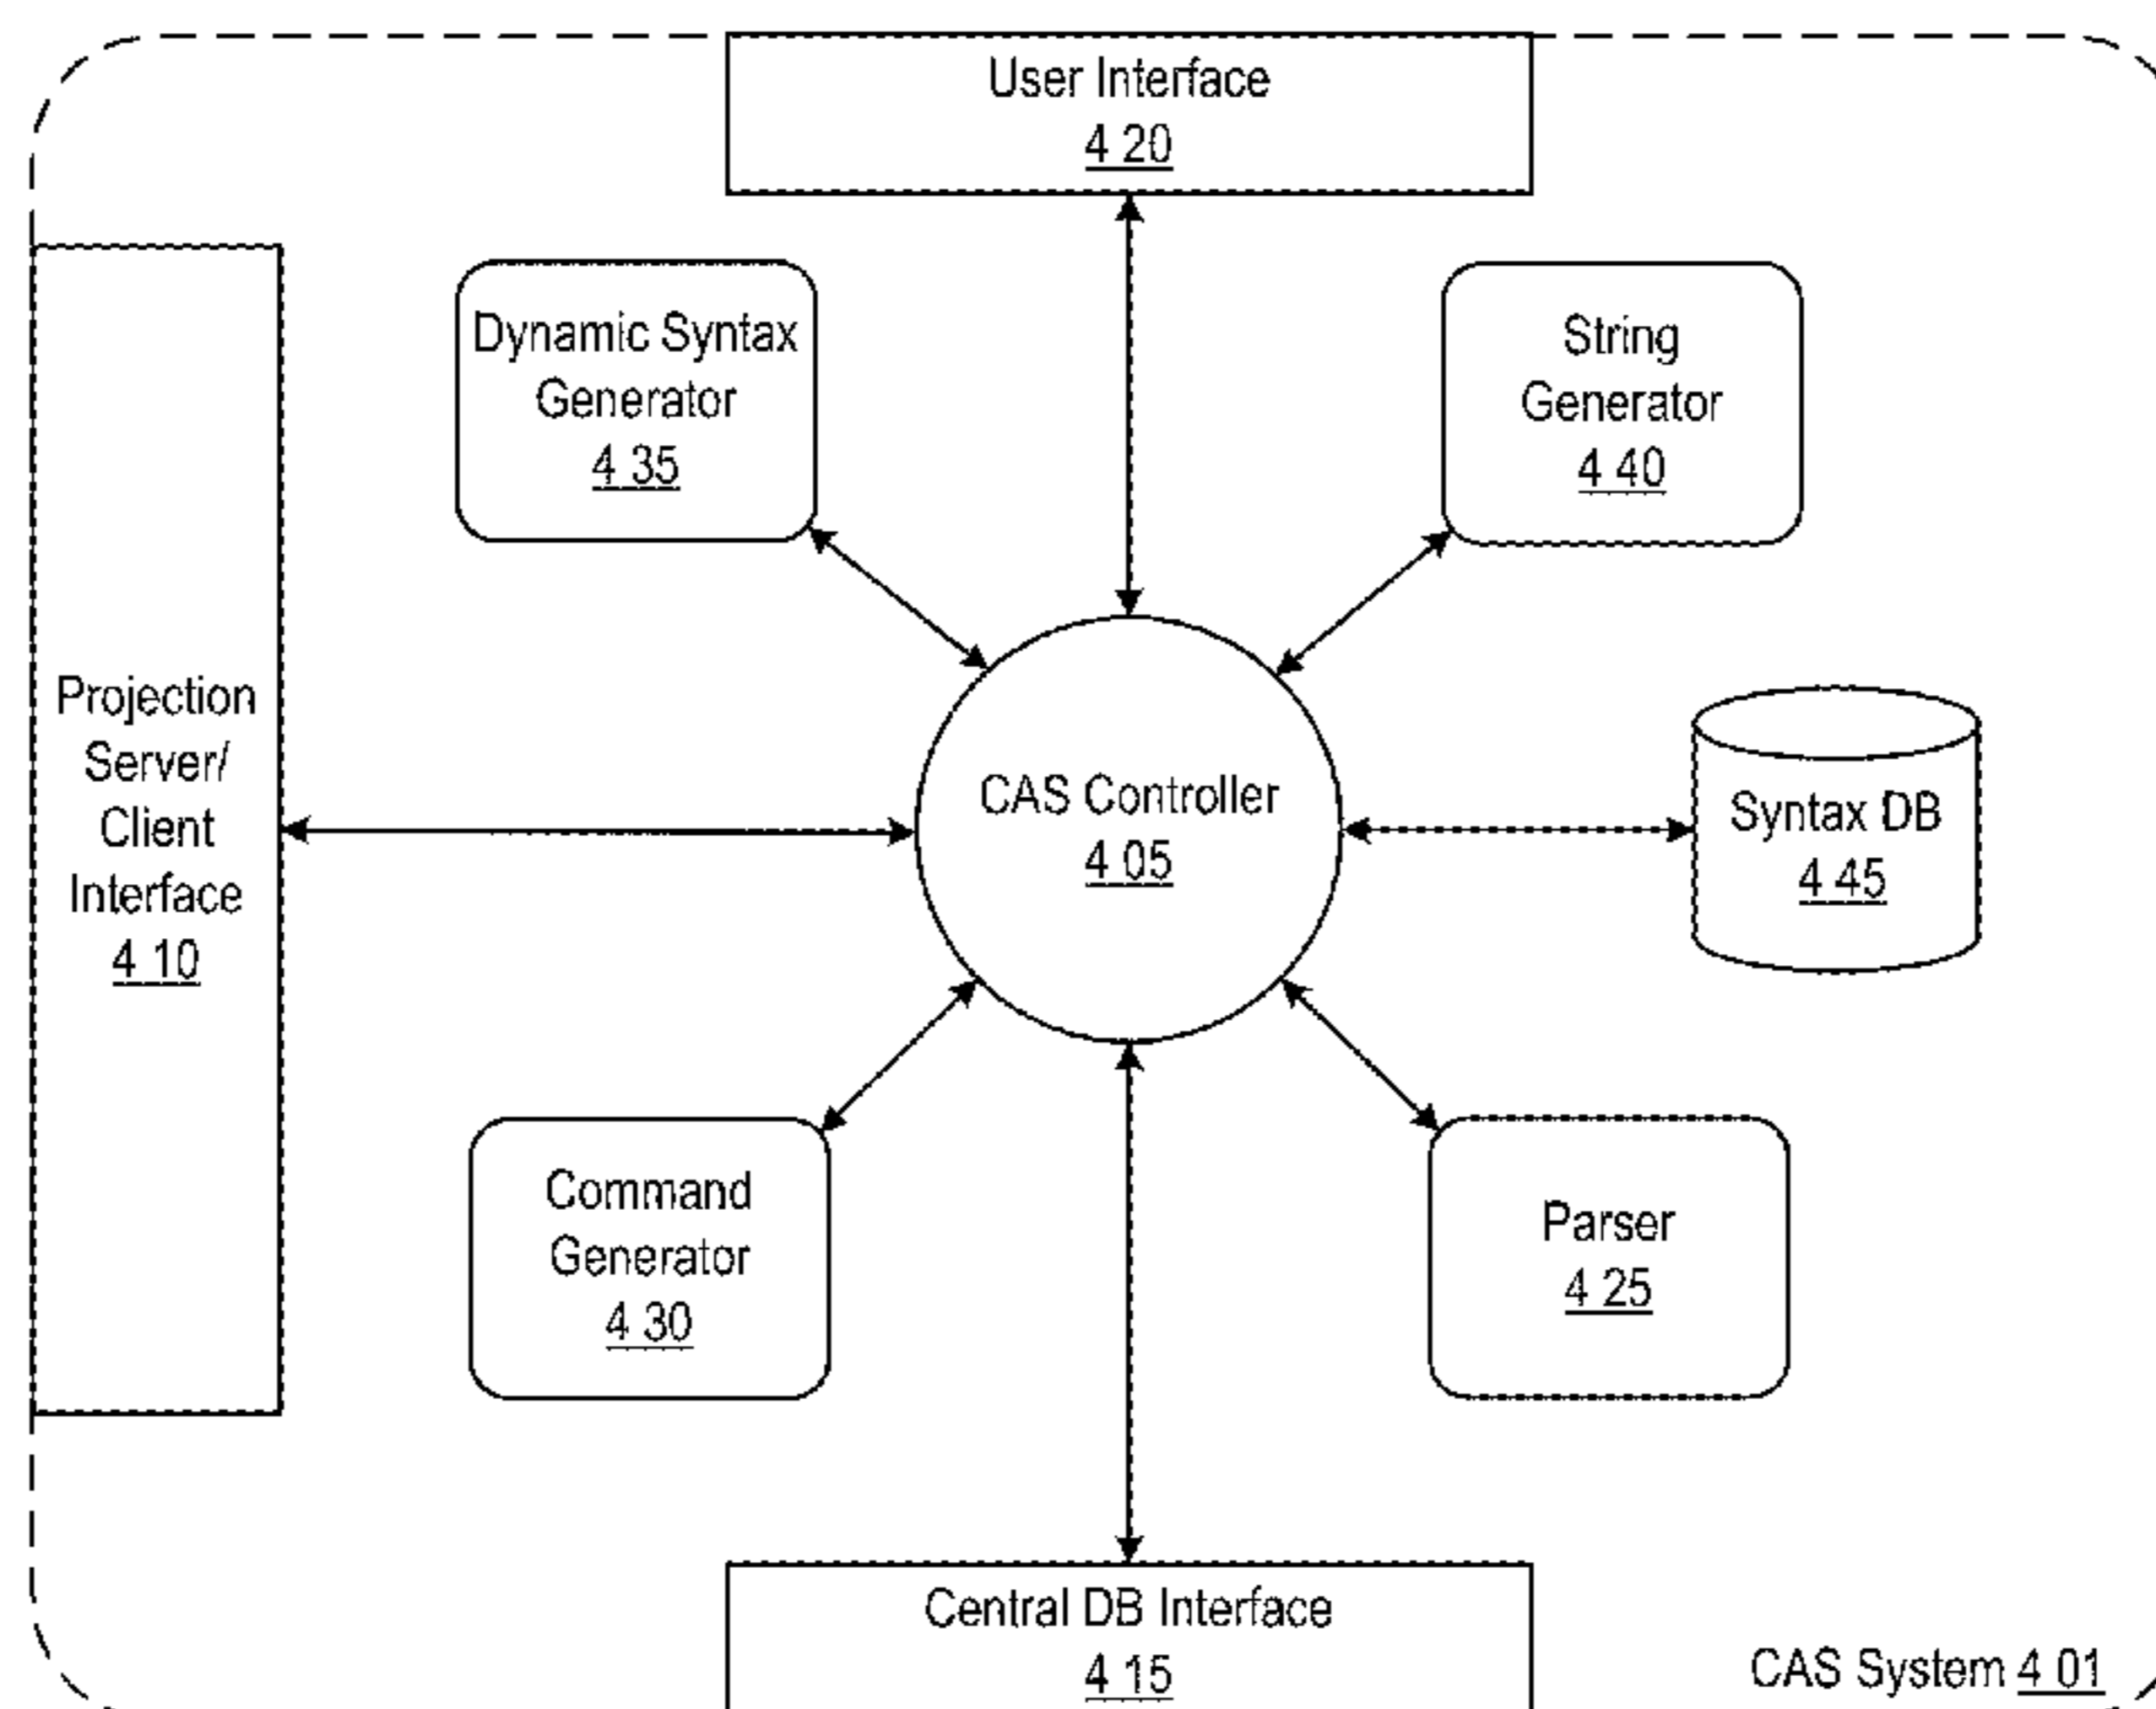 User Interface
4 20
Dynamic Syntax
Generator
4 35
String
Generator
4 40
Projection
Server/
Client
Interface
4 10
CAS Controller
4 05
Syntax DB
4 45
Command
Generator
4 30
Parser
4 25
Central DB Interface
4 15
CAS System 4 01